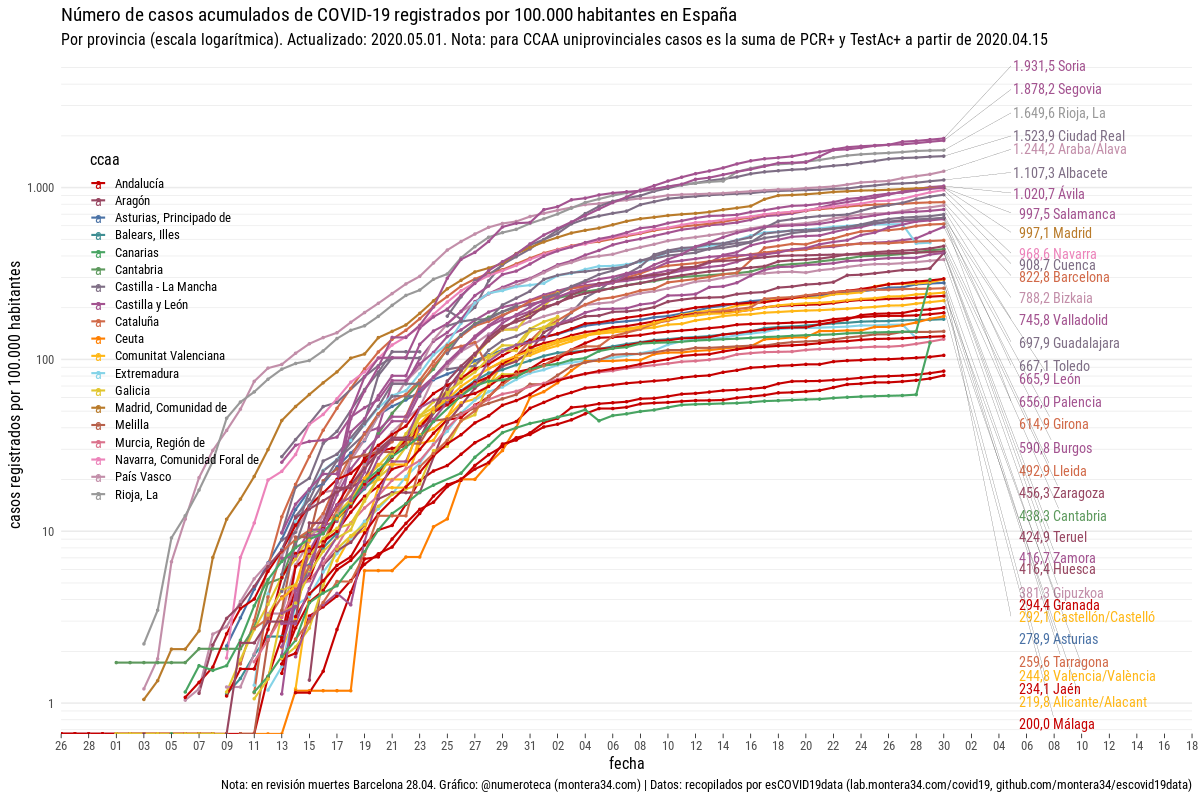 Número de casos acumulados de COVID-19 registrados por 100.000 habitantes en España
Por provincia (escala logarítmica). Actualizado: 2020.05.01. Nota: para CCAA uniprovinciales casos es la suma de PCR+ y TestAc+ a partir de 2020.04.15
casos registrados por 100.000 habitantes
1.000
100
10
1
ccaa
Andalucía
Aragón
Asturias, Principado de
Balears, Illes
Canarias
Cantabria
Castilla - La Mancha
Castilla y León
Cataluña
Ceuta
Comunitat Valenciana
Extremadura
Galicia
Madrid, Comunidad de
Melilla
Murcia, Región de
Navarra, Comunidad Foral de
País Vasco
Rioja, La
1.931,5 Soria
1.878,2 Segovia
1.649,6 Rioja, La
1.523,9 Ciudad Real
1.244,2 Araba/Álava
1.107,3 Albacete
1.020,7 Ávila
997,5 Salamanca
997,1 Madrid
968,6 Navarra
908,7 Cuenca
822,8 Barcelona
788,2 Bizkaia
745,8 Valladolid
697,9 Guadalajara
667,1 Toledo
665,9 León
656,0 Palencia
614,9 Girona
590,8 Burgos
492,9 Lleida
456,3 Zaragoza
438,3 Cantabria
424,9 Teruel
416,7 Zamora
416,4 Huesca
381,3 Gipuzkoa
294,4 Granada
292,1 Castellón/Castelló
278,9 Asturias
259,6 Tarragona
244,8 Valencia/València
234,1 Jaén
219,8 Alicante/Alacant
200,0 Málaga
26 28 01 03 05 07 09 11 13 15 17 19 21 23 25 27 29 31 02 04 06 08 10 12 14 16 18 20 22 24 26 28 30 02 04 06 08 10 12 14 16 18
fecha
Nota: en revisión muertes Barcelona 28.04. Gráfico: @numeroteca (montera34.com) | Datos: recopilados por esCOVID19data (lab.montera34.com/covid19, github.com/montera34/escovid19data)